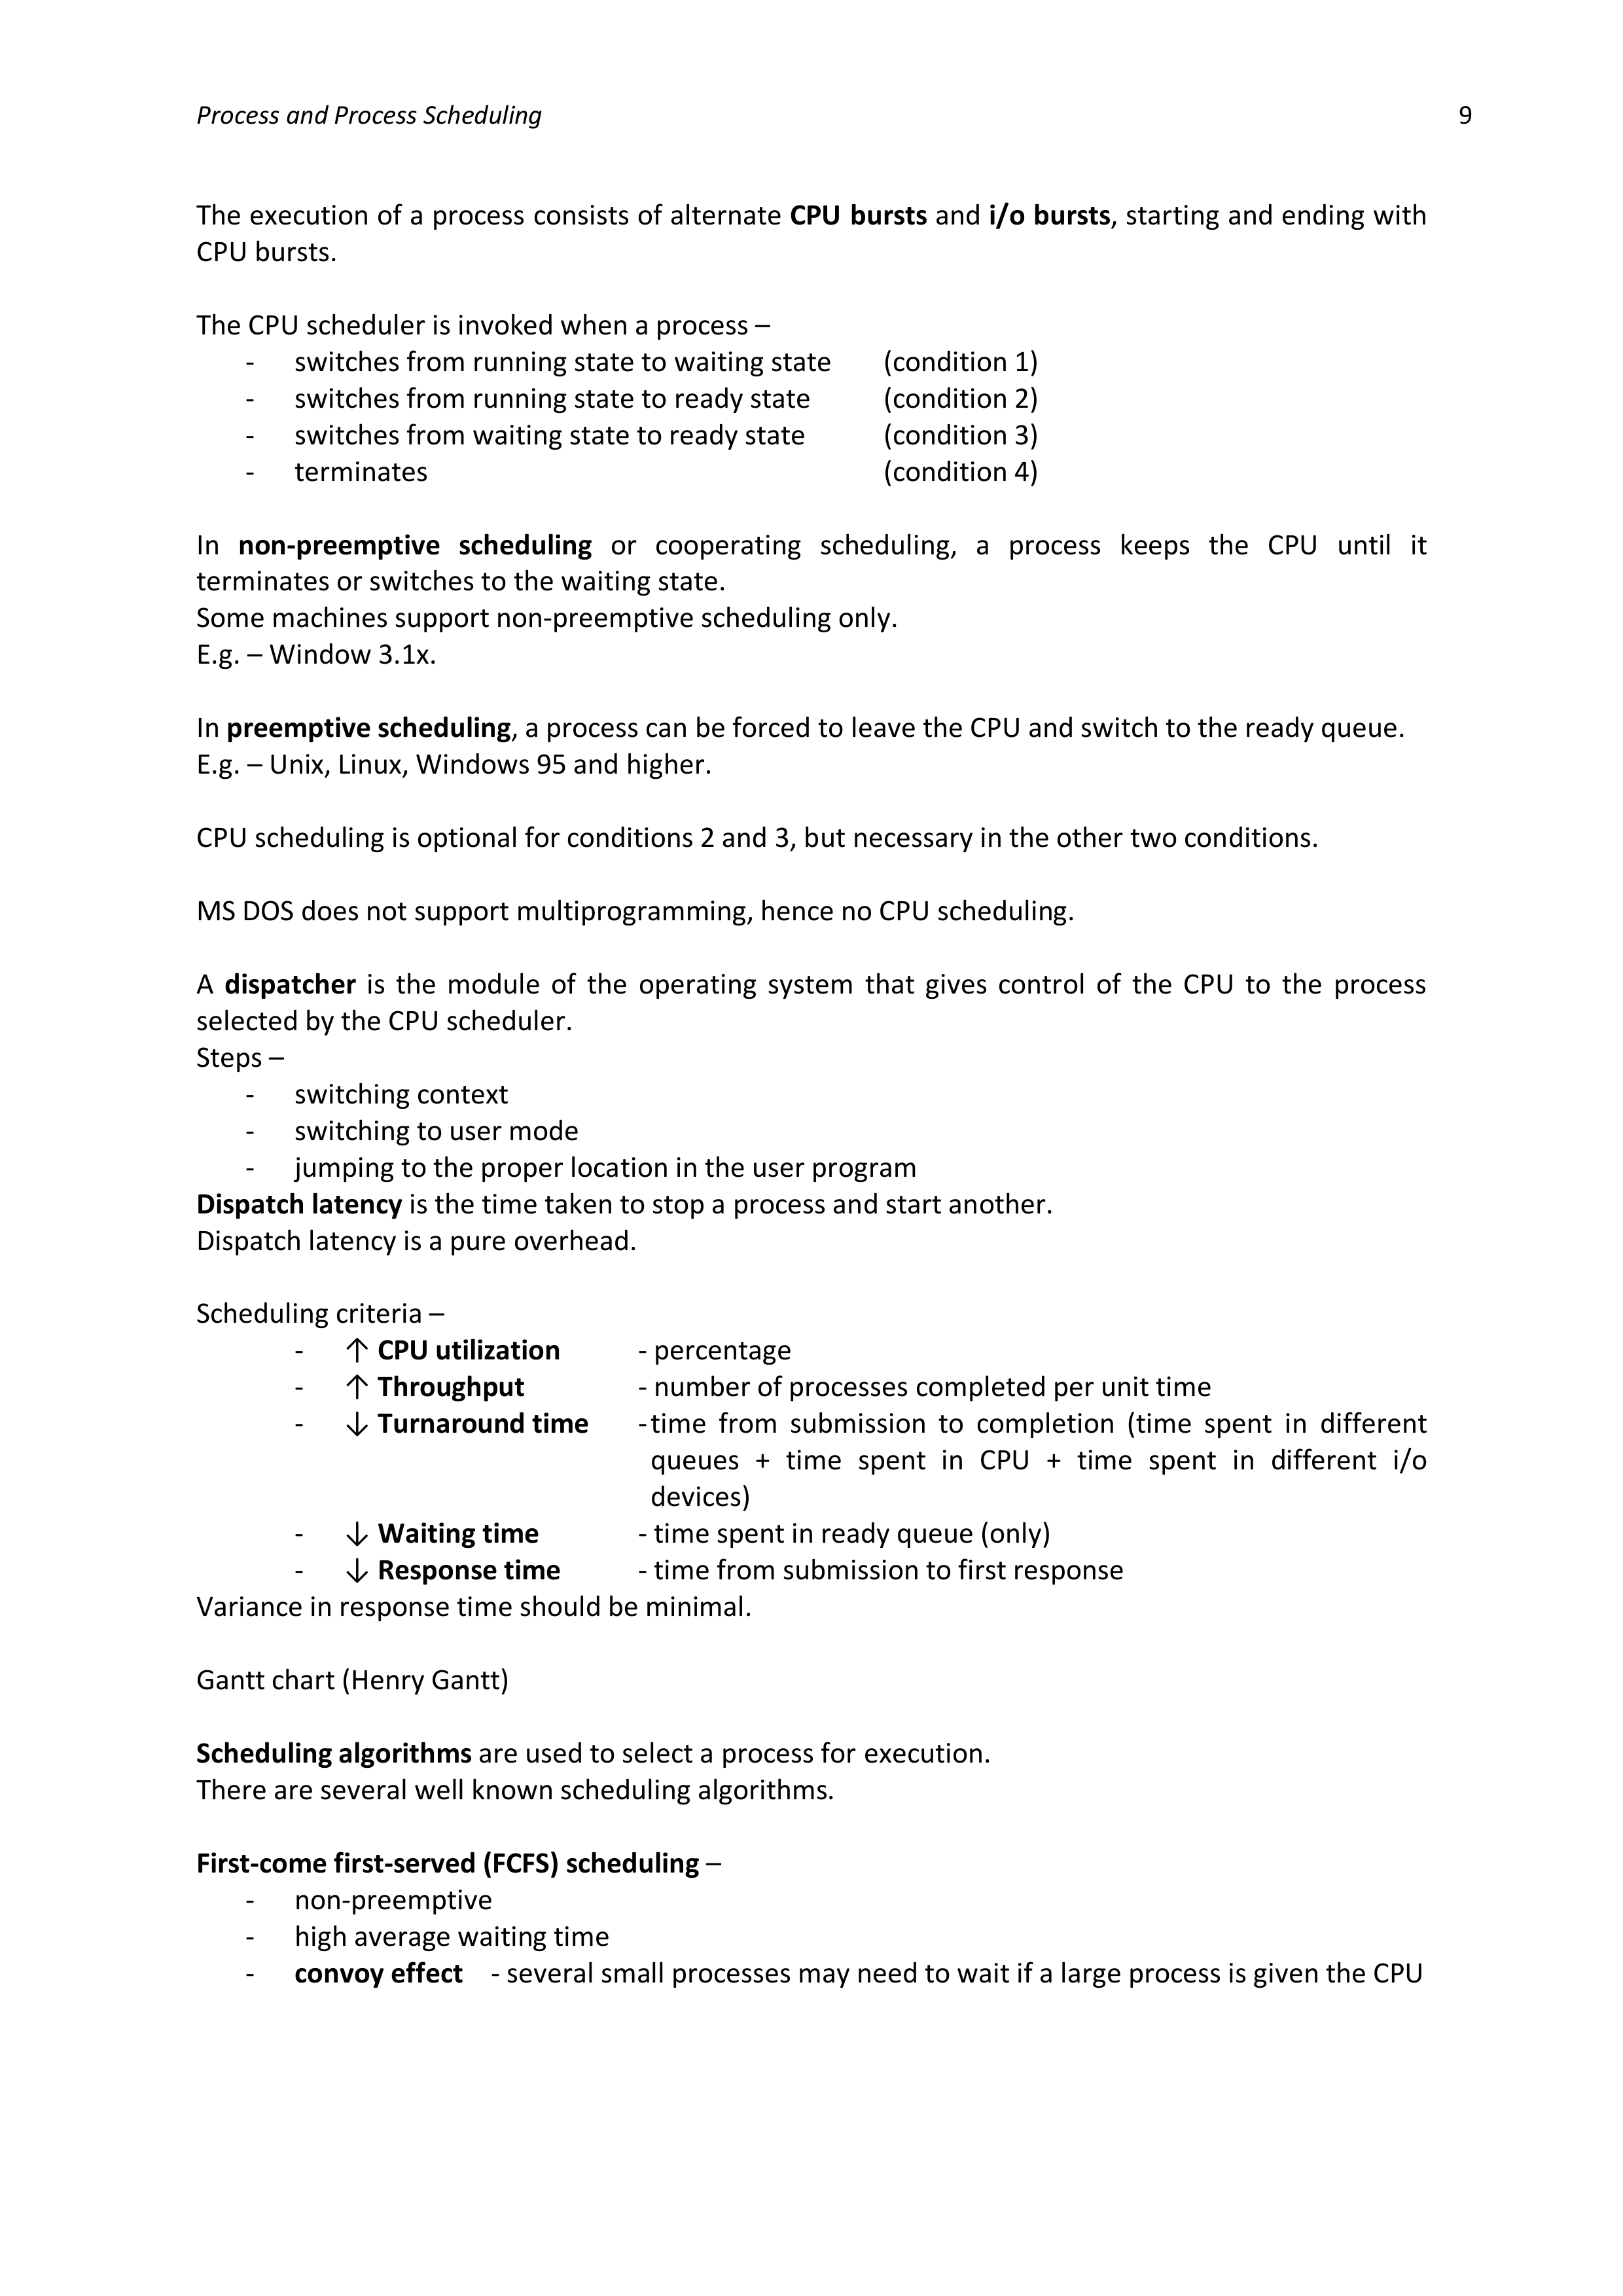 Process and Process Scheduling 9
The execution of a process consists of alternate CPU bursts and i/o bursts, starting and ending with
CPU bursts.
The CPU scheduler is invoked when a process –
- switches from running state to waiting state (condition 1)
- switches from running state to ready state (condition 2)
- switches from waiting state to ready state (condition 3)
- terminates (condition 4)
In non-preemptive scheduling or cooperating scheduling, a process keeps the CPU until it
terminates or switches to the waiting state.
Some machines support non-preemptive scheduling only.
E.g. – Window 3.1x.
In preemptive scheduling, a process can be forced to leave the CPU and switch to the ready queue.
E.g. – Unix, Linux, Windows 95 and higher.
CPU scheduling is optional for conditions 2 and 3, but necessary in the other two conditions.
MS DOS does not support multiprogramming, hence no CPU scheduling.
A dispatcher is the module of the operating system that gives control of the CPU to the process
selected by the CPU scheduler.
Steps –
- switching context
- switching to user mode
- jumping to the proper location in the user program
Dispatch latency is the time taken to stop a process and start another.
Dispatch latency is a pure overhead.
Scheduling criteria –
- ↑ CPU utilization - percentage
- ↑ Throughput - number of processes completed per unit time
- ↓ Turnaround time - time from submission to completion (time spent in different
queues + time spent in CPU + time spent in different i/o
devices)
- ↓ Waiting time - time spent in ready queue (only)
- ↓ Response time - time from submission to first response
Variance in response time should be minimal.
Gantt chart (Henry Gantt)
Scheduling algorithms are used to select a process for execution.
There are several well known scheduling algorithms.
First-come first-served (FCFS) scheduling –
- non-preemptive
- high average waiting time
- convoy effect - several small processes may need to wait if a large process is given the CPU